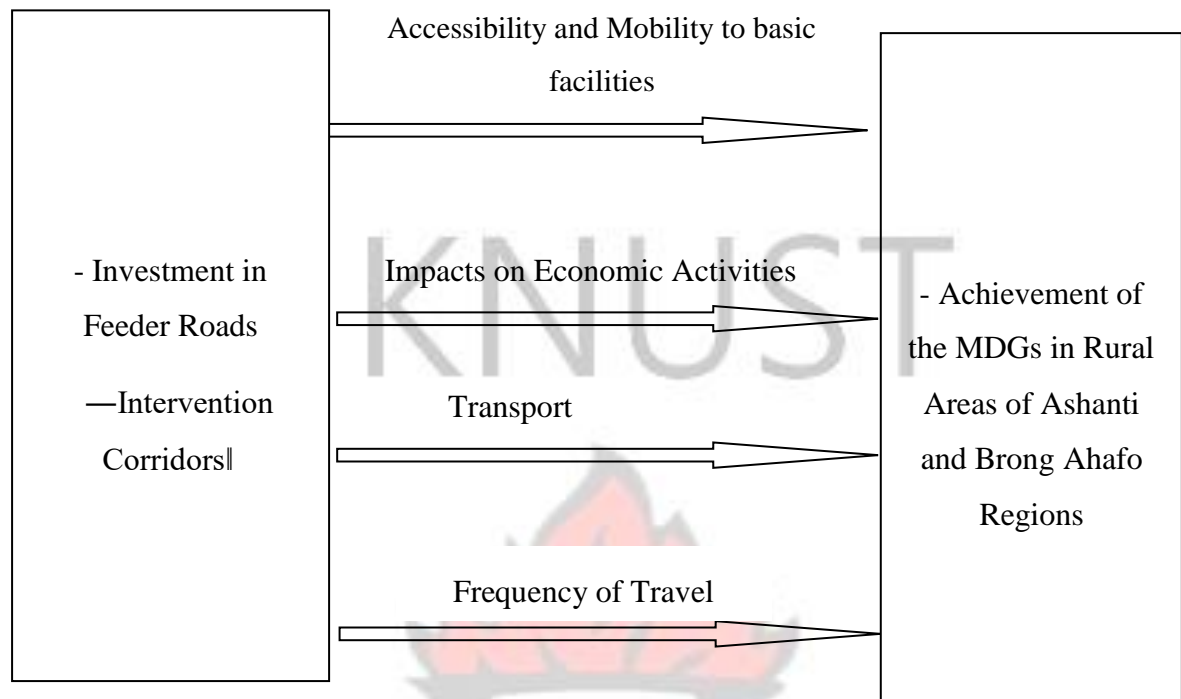 Accessibility and Mobility to basic
facilities
- Investment in
Feeder Roads
―Intervention
Corridors‖
KNUST
Impacts on Economic Activities
Transport
Frequency of Travel
- Achievement of
the MDGs in Rural
Areas of Ashanti
and Brong Ahafo
Regions